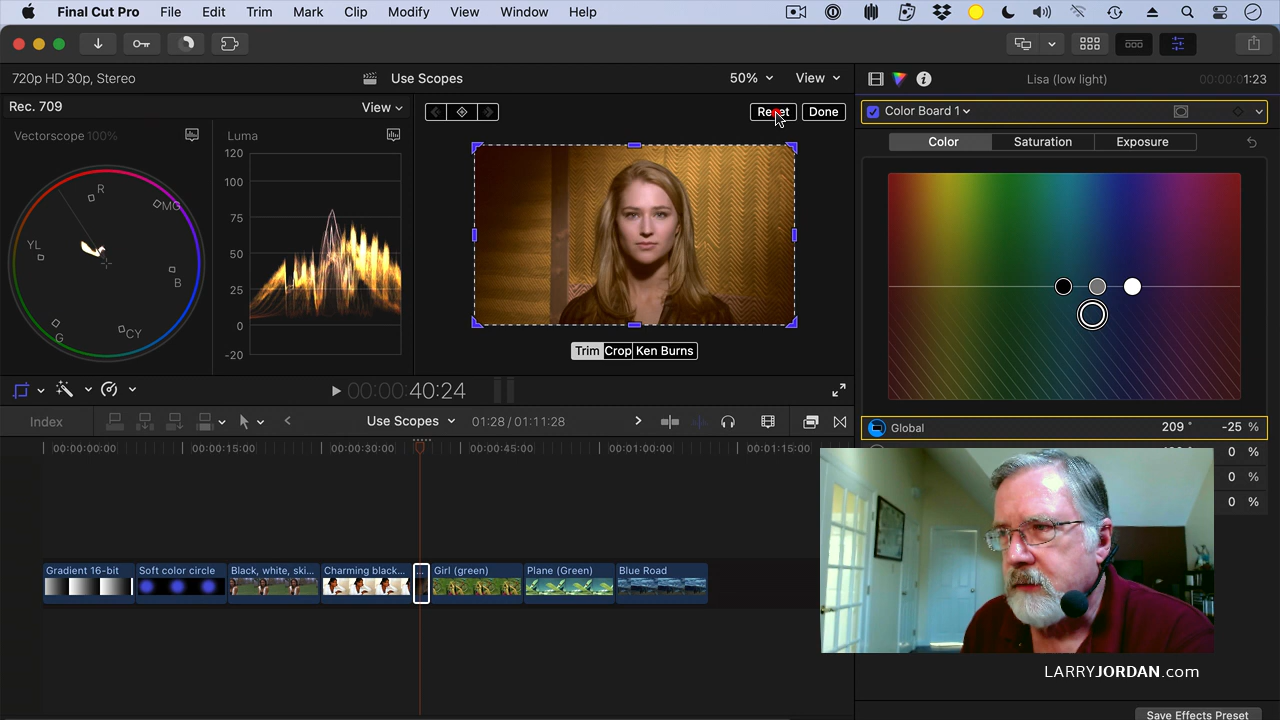 Final Cut Pro File Edit Trim Mark Clip Modify View Window Help
720p HD 30p, Stereo Use Scopes 50% View
Lisa (low light) 00:00:01:23
Rec. 709 View
Reset Done
Color Board 1
Vectorscope 100% Luma
Color Saturation Exposure
120
100
75
50
25
0
-20
R
MG
YL
B
G
CY
Trim Crop Ken Burns
00:00:40:24
Index Use Scopes 01:28 / 01:11:28
Global 209 ° -25 %
0 %
0 %
0 %
00:00:00:00 00:00:15:00 00:00:30:00 00:00:45:00 00:01:00:00 00:01:15:00
Gradient 16-bit Soft color circle Black, white, ski... Charming black... Girl (green) Plane (Green) Blue Road
LARRYJORDAN.com
Save Effects Preset